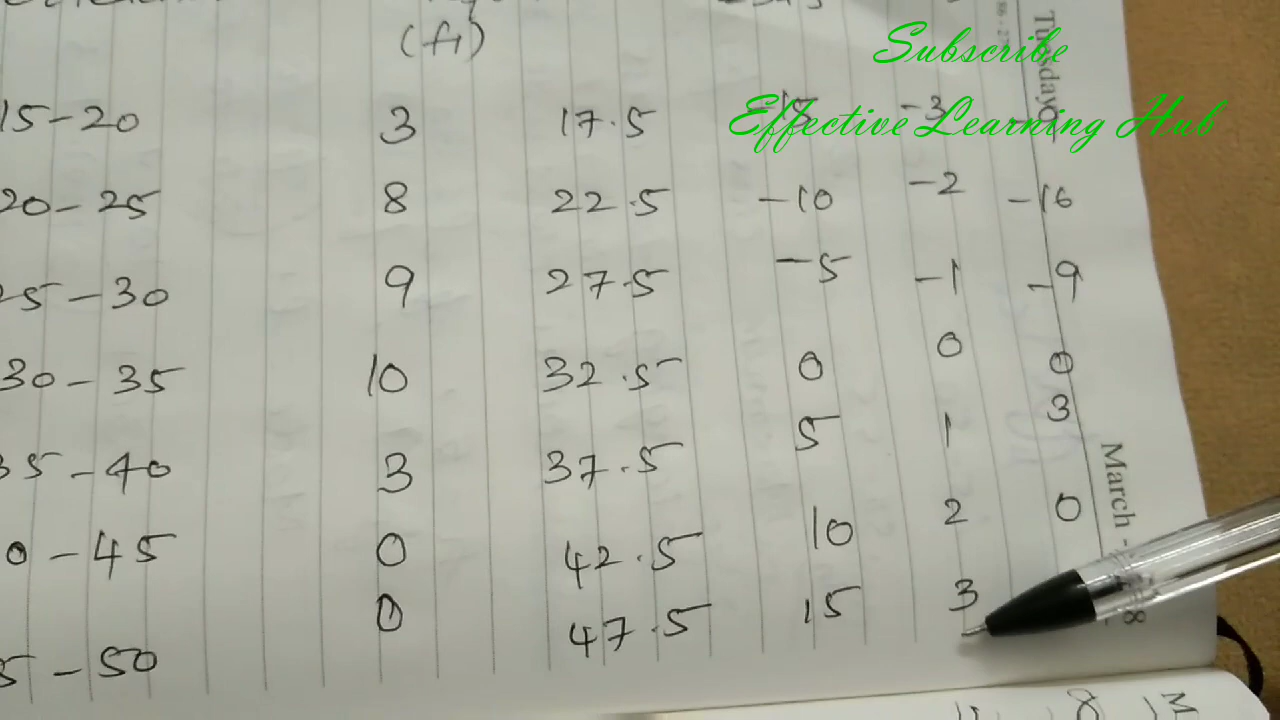 (fi)
Subscribe
Effective Learning Hub
Tuesday
15-20 3 17.5 -15 -3 -9
20-25 8 22.5 -10 -2 -16
25-30 9 27.5 -5 -1 -9
30-35 10 32.5 0 0 0
35-40 3 37.5 5 1 3
0-45 0 42.5 10 2 0
5-50 0 47.5 15 3
March -